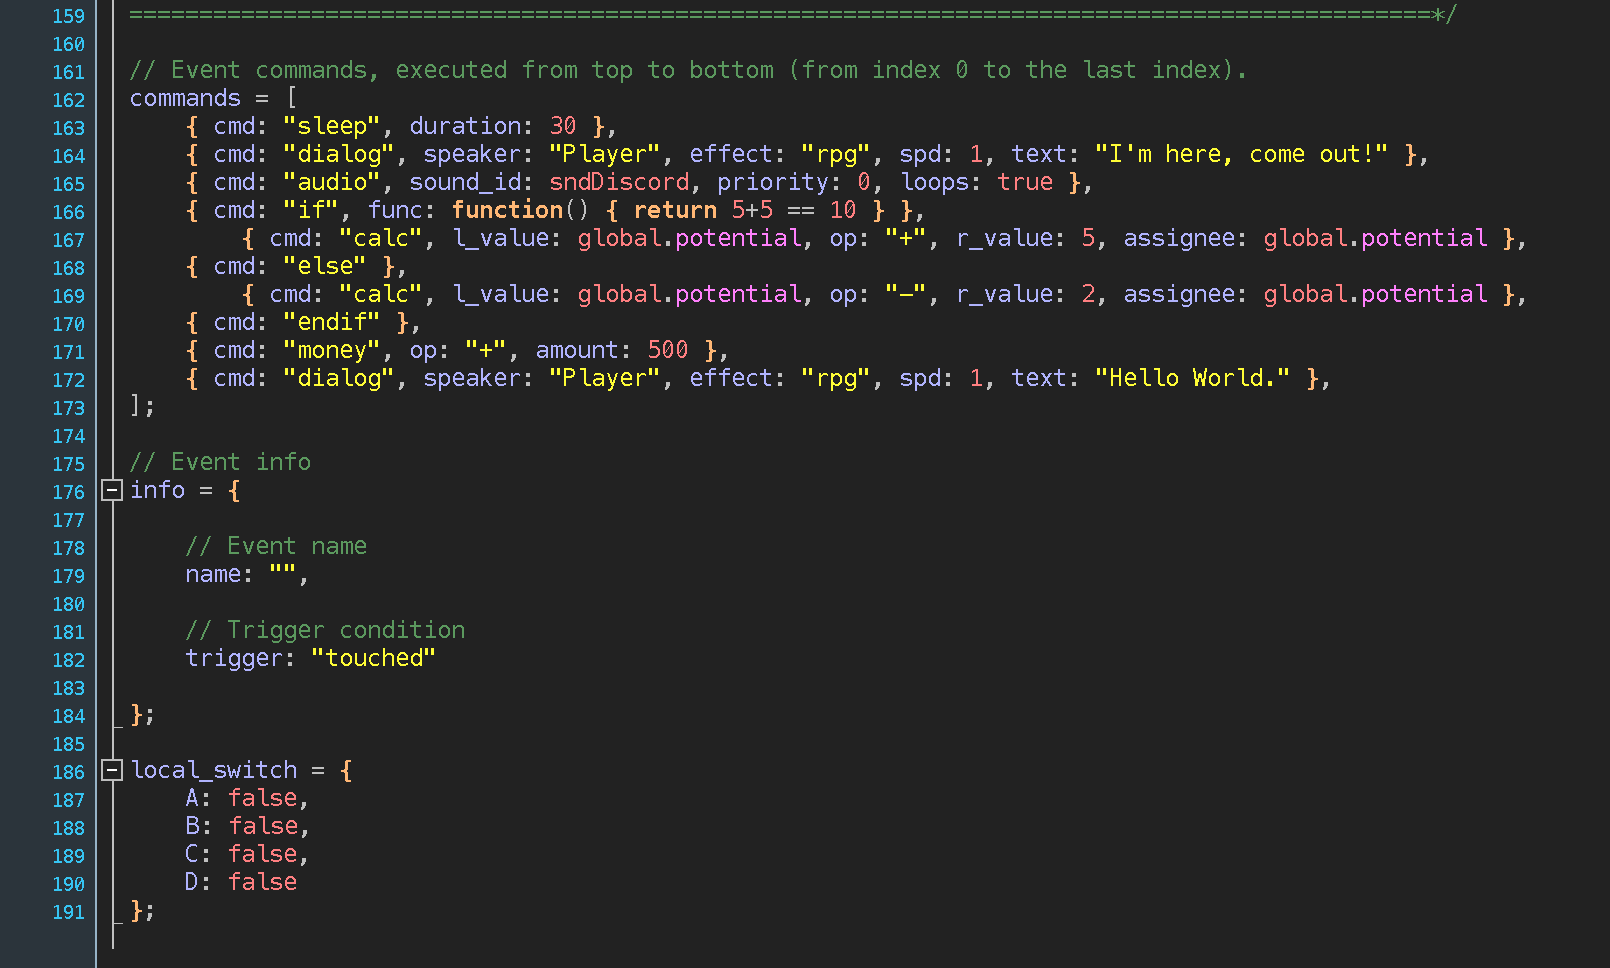 159 =============================================================================================*/
160
161 // Event commands, executed from top to bottom (from index 0 to the last index).
162 commands = [
163     { cmd: "sleep", duration: 30 },
164     { cmd: "dialog", speaker: "Player", effect: "rpg", spd: 1, text: "I'm here, come out!" },
165     { cmd: "audio", sound_id: sndDiscord, priority: 0, loops: true },
166     { cmd: "if", func: function() { return 5+5 == 10 } },
167         { cmd: "calc", l_value: global.potential, op: "+", r_value: 5, assignee: global.potential },
168     { cmd: "else" },
169         { cmd: "calc", l_value: global.potential, op: "-", r_value: 2, assignee: global.potential },
170     { cmd: "endif" },
171     { cmd: "money", op: "+", amount: 500 },
172     { cmd: "dialog", speaker: "Player", effect: "rpg", spd: 1, text: "Hello World." },
173 ];
174
175 // Event info
176 info = {
177
178     // Event name
179     name: "",
180
181     // Trigger condition
182     trigger: "touched"
183
184 };
185
186 local_switch = {
187     A: false,
188     B: false,
189     C: false,
190     D: false
191 };